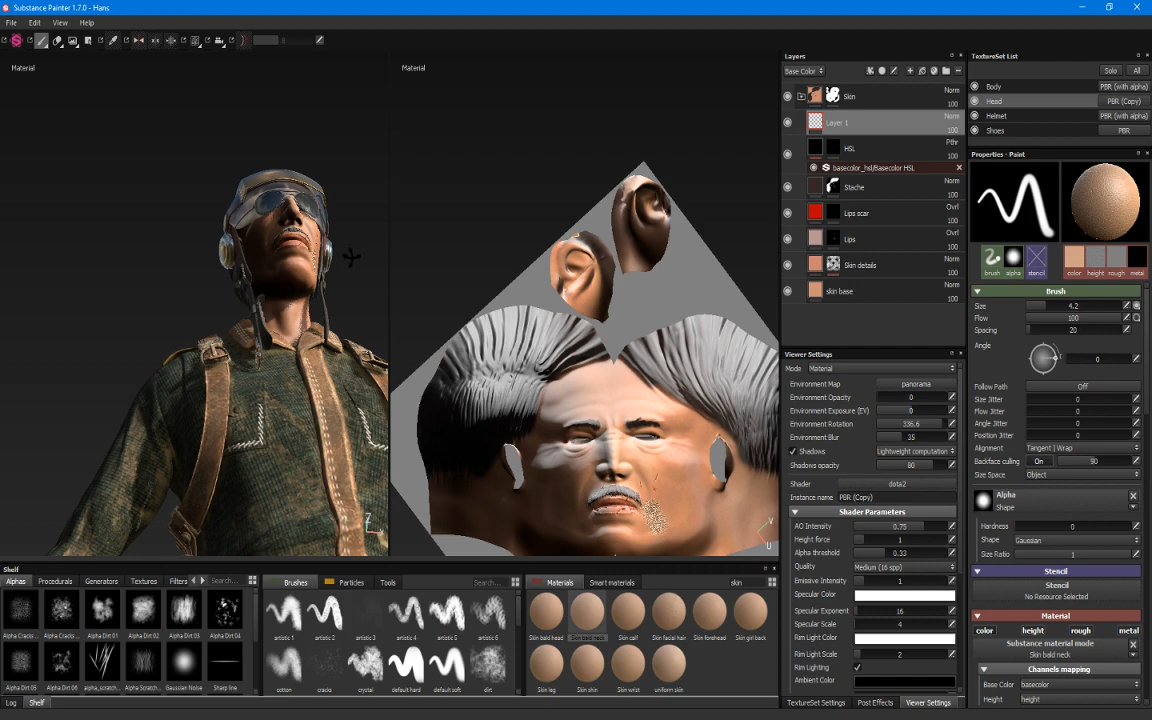 Substance Painter 1.7.0 - Hans
File Edit View Help
Material
Material
Layers
Base Color
Skin Norm 100
Layer 1 Norm 100
HSL Pthr 100
basecolor_hsl/Basecolor HSL
Stache Norm 100
Lips scar Ovrl 100
Lips Ovrl 100
Skin details Norm 100
skin base Norm 100
Viewer Settings
Mode Material
Environment Map panorama
Environment Opacity 0
Environment Exposure (EV) 0
Environment Rotation 336.6
Environment Blur 35
Shadows Lightweight computation
Shadows opacity 80
Shader dota2
Instance name PBR (Copy)
Shader Parameters
AO Intensity 0.75
Height force 1
Alpha threshold 0.33
Quality Medium (16 spp)
Emissive Intensity 1
Specular Color
Specular Exponent 16
Specular Scale 4
Rim Light Color
Rim Light Scale 2
Rim Lighting
Ambient Color
TextureSet Settings Post Effects Viewer Settings
TextureSet List
Solo All
Body PBR (with alpha)
Head PBR (Copy)
Helmet PBR (with alpha)
Shoes PBR
Properties - Paint
brush alpha stencil color height rough metal
Brush
Size 4.2
Flow 100
Spacing 20
Angle 0
Follow Path Off
Size Jitter 0
Flow Jitter 0
Angle Jitter 0
Position Jitter 0
Alignment Tangent | Wrap
Backface culling On 90
Size Space Object
Alpha
Shape
Hardness 0
Shape Gaussian
Size Ratio 1
Stencil
Stencil
No Resource Selected
Material
color height rough metal
Substance material mode
Skin bald neck
Channels mapping
Base Color basecolor
Height height
Z
V
U
Shelf
Alphas Procedurals Generators Textures Filters Search...
Alpha Cracks ... Alpha Cracks ... Alpha Dirt 01 Alpha Dirt 02 Alpha Dirt 03 Alpha Dirt 04
Alpha Dirt 05 Alpha Dirt 06 alpha_scratch... Alpha Scratch... Gaussian Noise Sharp line
Brushes Particles Tools Search...
artistic 1 artistic 2 artistic 3 artistic 4 artistic 5 artistic 6
cotton cracks crystal default hard default soft dirt
Materials Smart materials skin
Skin bald head Skin bald neck Skin calf Skin facial hair Skin forehead Skin girl back
Skin leg Skin shin Skin wrist uniform skin
Log Shelf